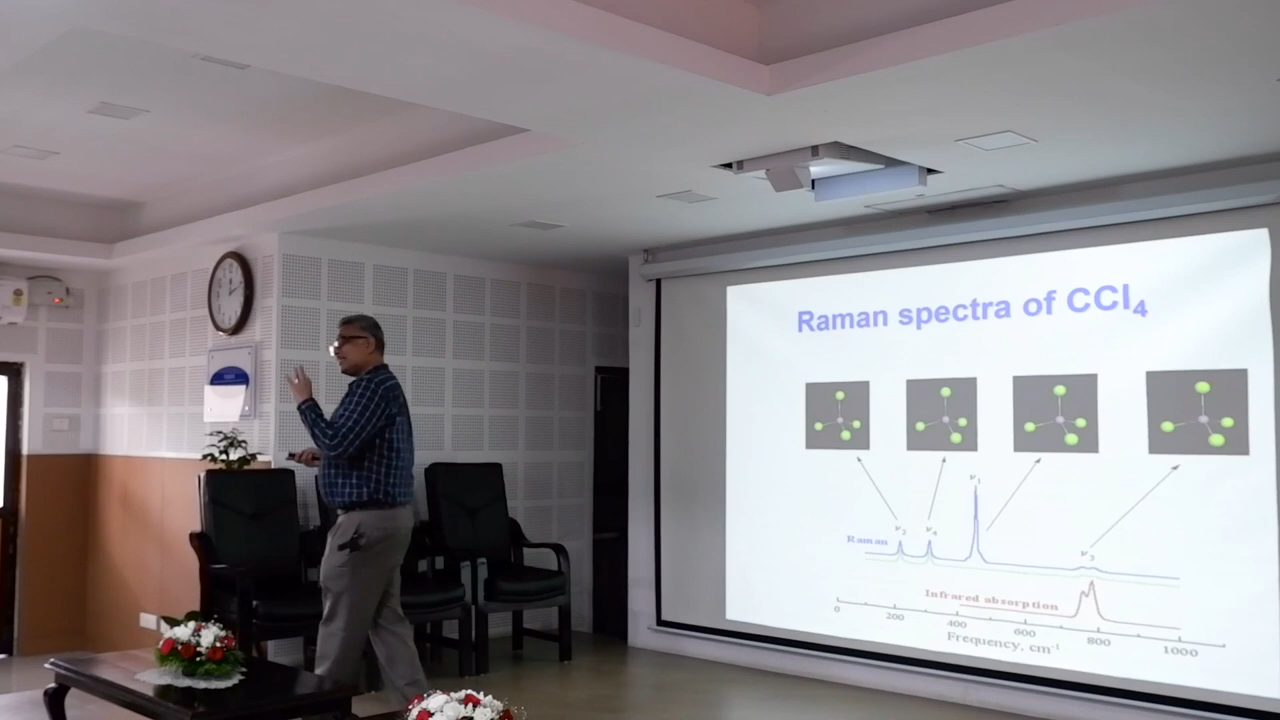 Raman spectra of CCl₄
ν₁
ν₂
ν₄
Raman
ν₃
Infrared absorption
0
200
400
600
800
1000
Frequency, cm⁻¹